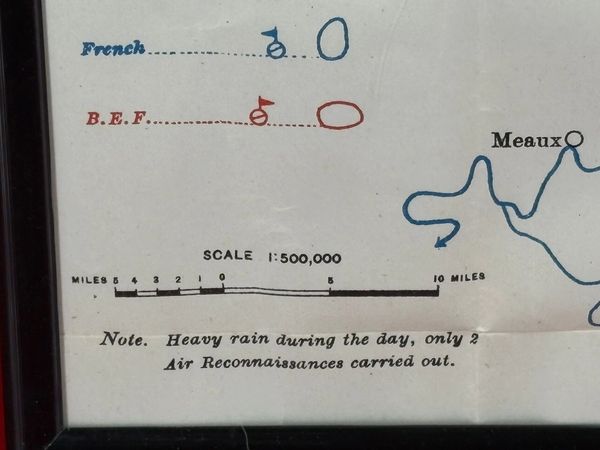 French
B.E.F.
Meaux
SCALE 1:500,000
MILES 5 4 3 2 1 0 5 10 MILES
Note. Heavy rain during the day, only 2
Air Reconnaissances carried out.